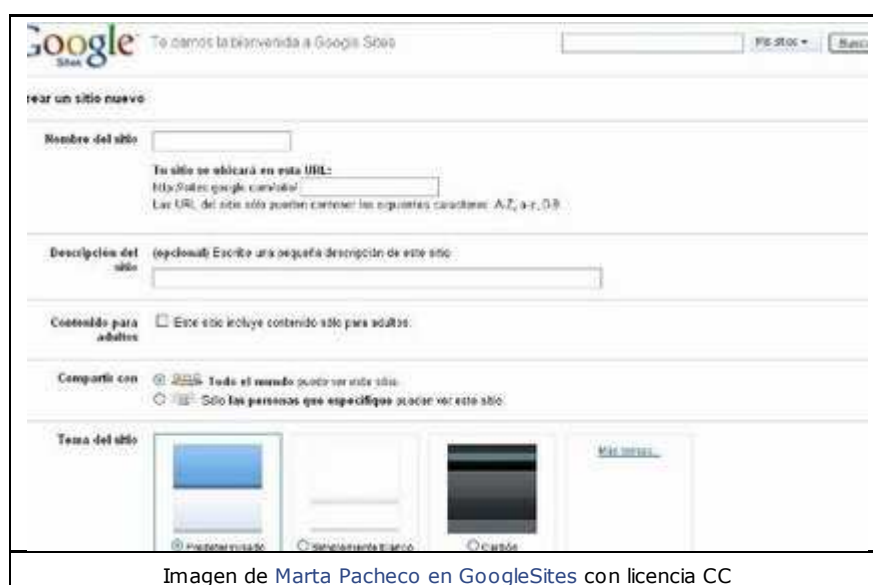 Google Te damos la bienvenida a Google Sites Mis sitios
Sites
rear un sitio nuevo
Nombre del sitio
Tu sitio se ubicará en esta URL:
http://sites.google.com/site/
Las URL del sitio sólo pueden contener los siguientes caracteres: A-Z, a-z, 0-9
Descripción del sitio
(opcional) Escribe una pequeña descripción de este sitio
Contenido para adultos
Este sitio incluye contenido sólo para adultos.
Compartir con
Todo el mundo puede ver este sitio
Sólo las personas que especifique pueden ver este sitio
Tema del sitio
Más temas...
Predeterminado Simplemente blanco Carbón
Imagen de Marta Pacheco en GoogleSites con licencia CC